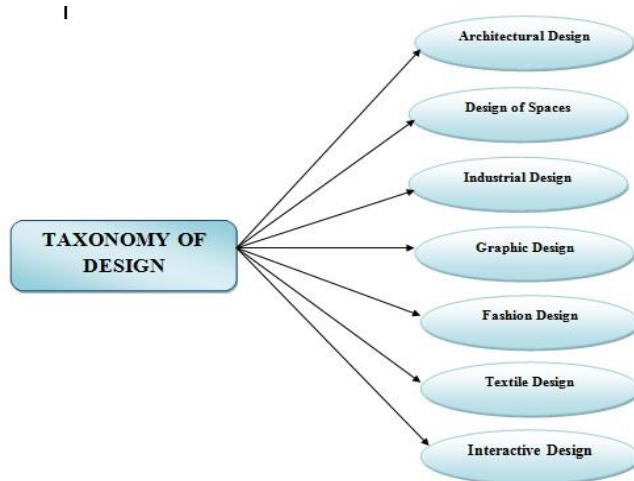 I
Architectural Design
Design of Spaces
Industrial Design
TAXONOMY OF
DESIGN
Graphic Design
Fashion Design
Textile Design
Interactive Design